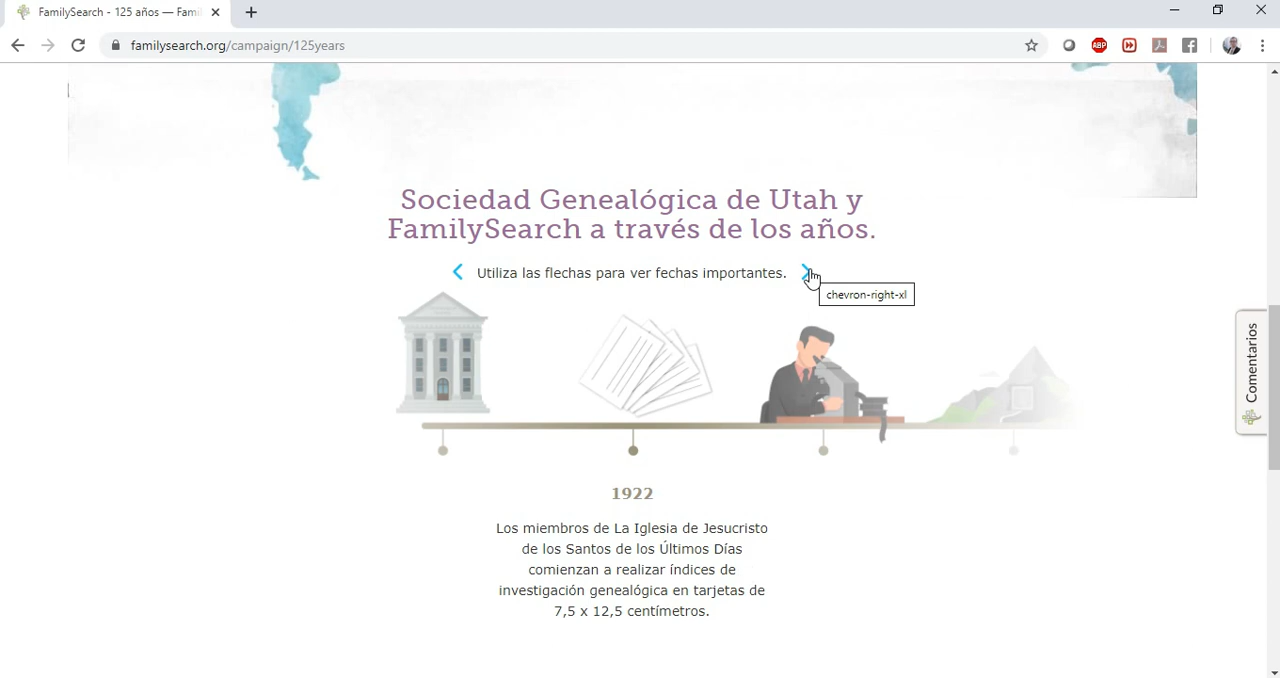 FamilySearch - 125 años — Fami
familysearch.org/campaign/125years
ABP
Sociedad Genealógica de Utah y
FamilySearch a través de los años.
Utiliza las flechas para ver fechas importantes.
chevron-right-xl
Comentarios
1922
Los miembros de La Iglesia de Jesucristo
de los Santos de los Últimos Días
comienzan a realizar índices de
investigación genealógica en tarjetas de
7,5 x 12,5 centímetros.